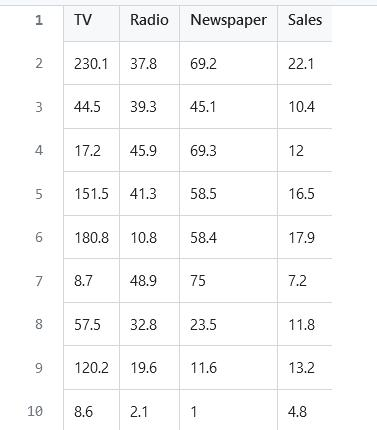 1 TV Radio Newspaper Sales
2 230.1 37.8 69.2 22.1
3 44.5 39.3 45.1 10.4
4 17.2 45.9 69.3 12
5 151.5 41.3 58.5 16.5
6 180.8 10.8 58.4 17.9
7 8.7 48.9 75 7.2
8 57.5 32.8 23.5 11.8
9 120.2 19.6 11.6 13.2
10 8.6 2.1 1 4.8